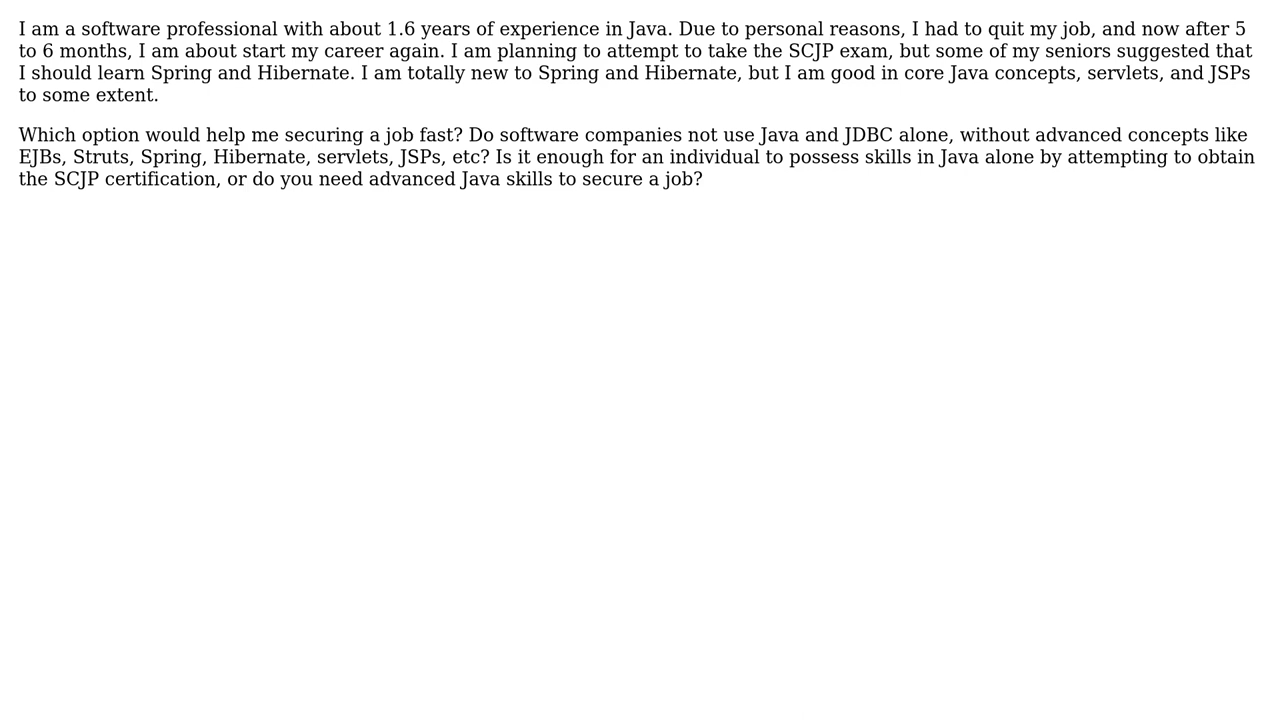 I am a software professional with about 1.6 years of experience in Java. Due to personal reasons, I had to quit my job, and now after 5
to 6 months, I am about start my career again. I am planning to attempt to take the SCJP exam, but some of my seniors suggested that
I should learn Spring and Hibernate. I am totally new to Spring and Hibernate, but I am good in core Java concepts, servlets, and JSPs
to some extent.
Which option would help me securing a job fast? Do software companies not use Java and JDBC alone, without advanced concepts like
EJBs, Struts, Spring, Hibernate, servlets, JSPs, etc? Is it enough for an individual to possess skills in Java alone by attempting to obtain
the SCJP certification, or do you need advanced Java skills to secure a job?